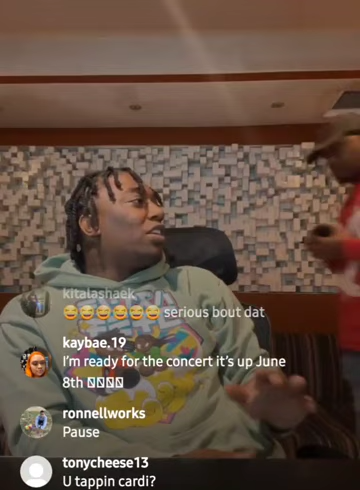 kitalashaek
😅😅😅😅😅😅 serious bout dat
kaybae.19
I'm ready for the concert it's up June
8th
ronnellworks
Pause
tonycheese13
U tappin cardi?